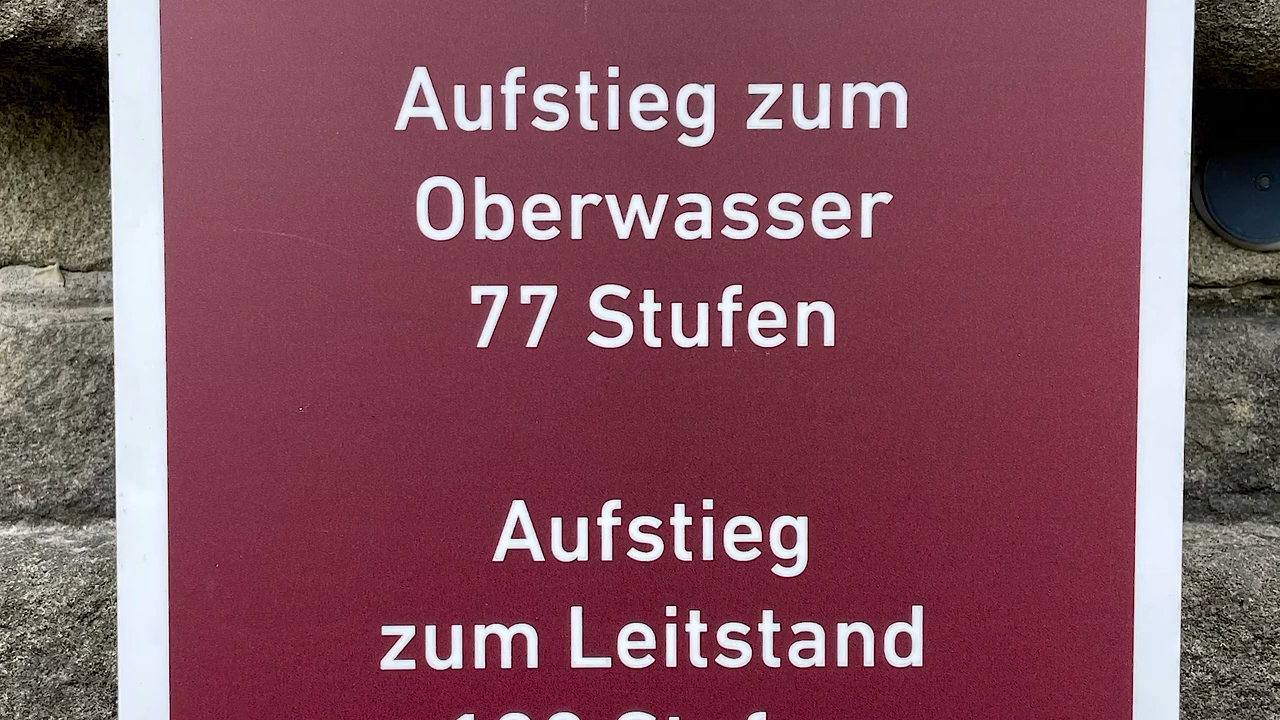 Aufstieg zum
Oberwasser
77 Stufen
Aufstieg
zum Leitstand